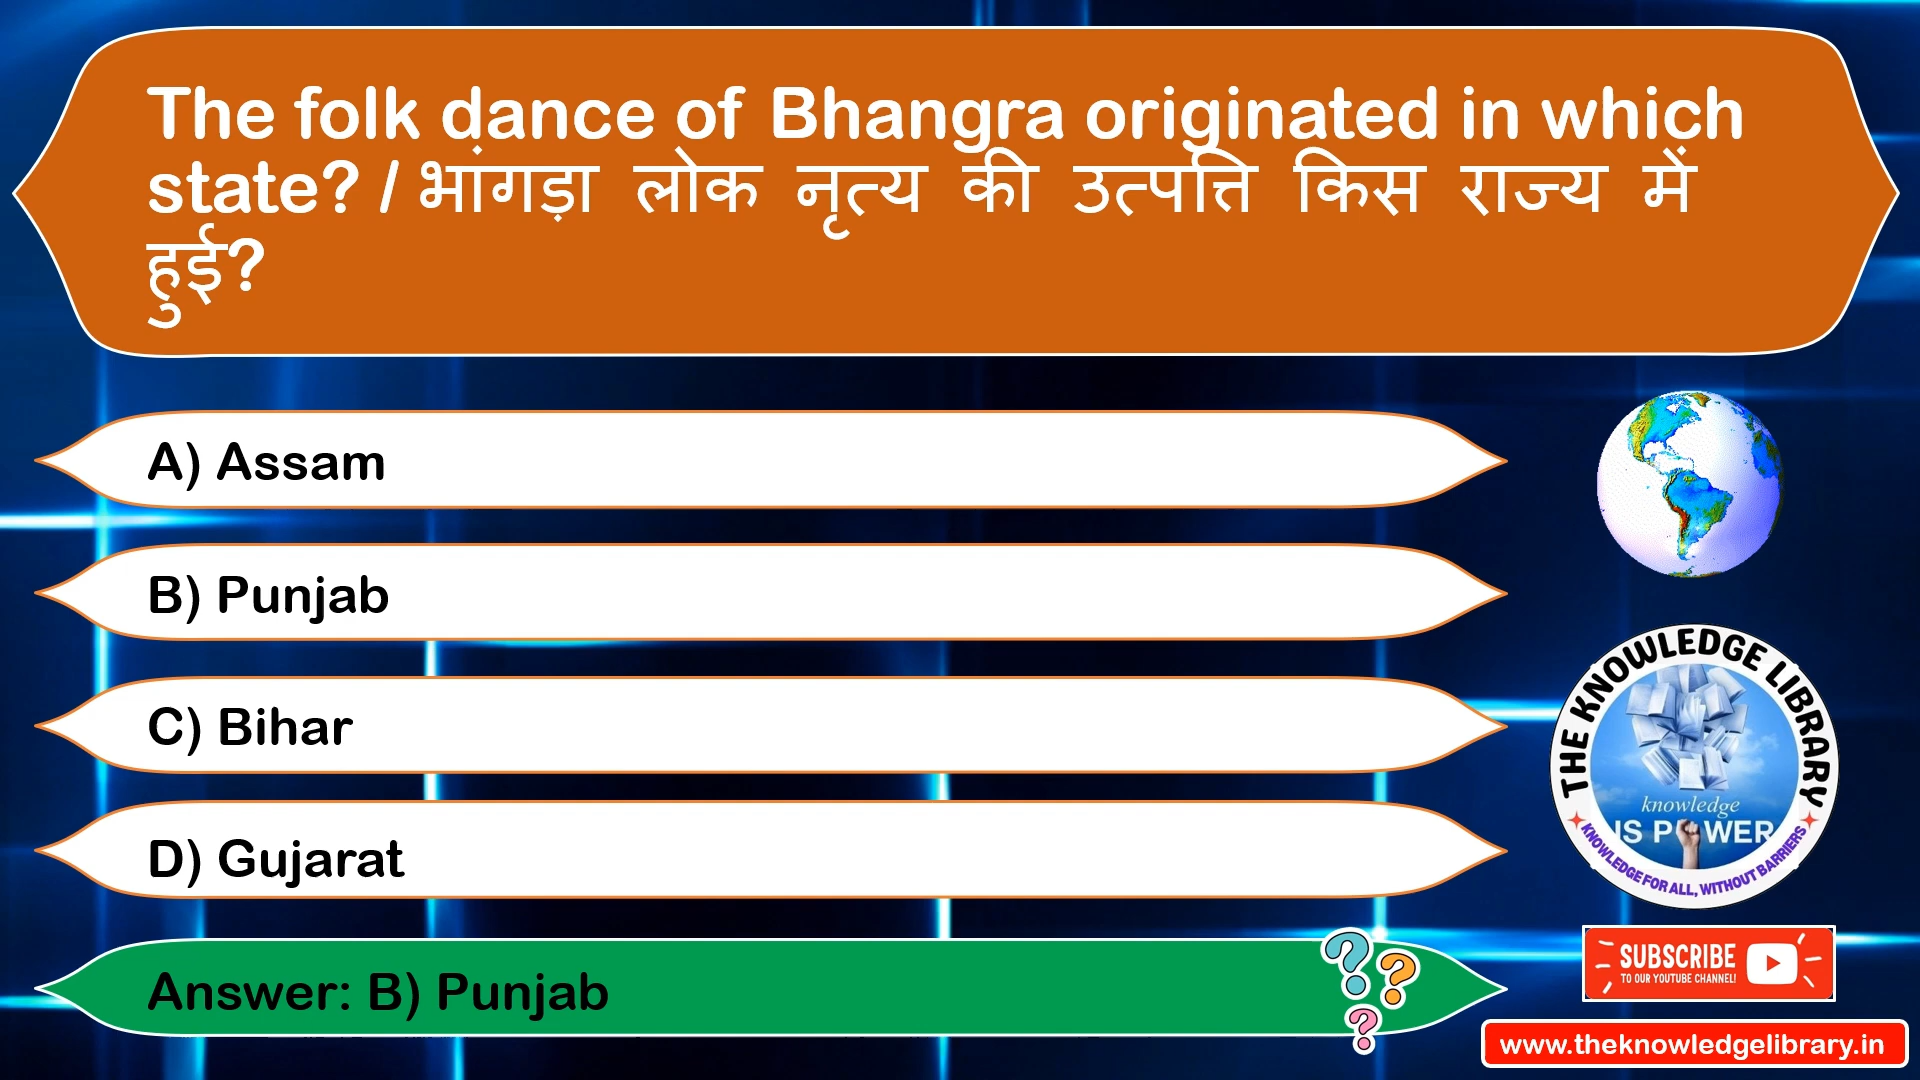 The folk dance of Bhangra originated in which
state? / भांगड़ा लोक नृत्य की उत्पत्ति किस राज्य में
हुई?
A) Assam
B) Punjab
C) Bihar
D) Gujarat
Answer: B) Punjab
? ? ?
THE KNOWLEDGE LIBRARY
knowledge
IS POWER
KNOWLEDGE FOR ALL, WITHOUT BARRIERS
SUBSCRIBE
TO OUR YOUTUBE CHANNEL!
www.theknowledgelibrary.in